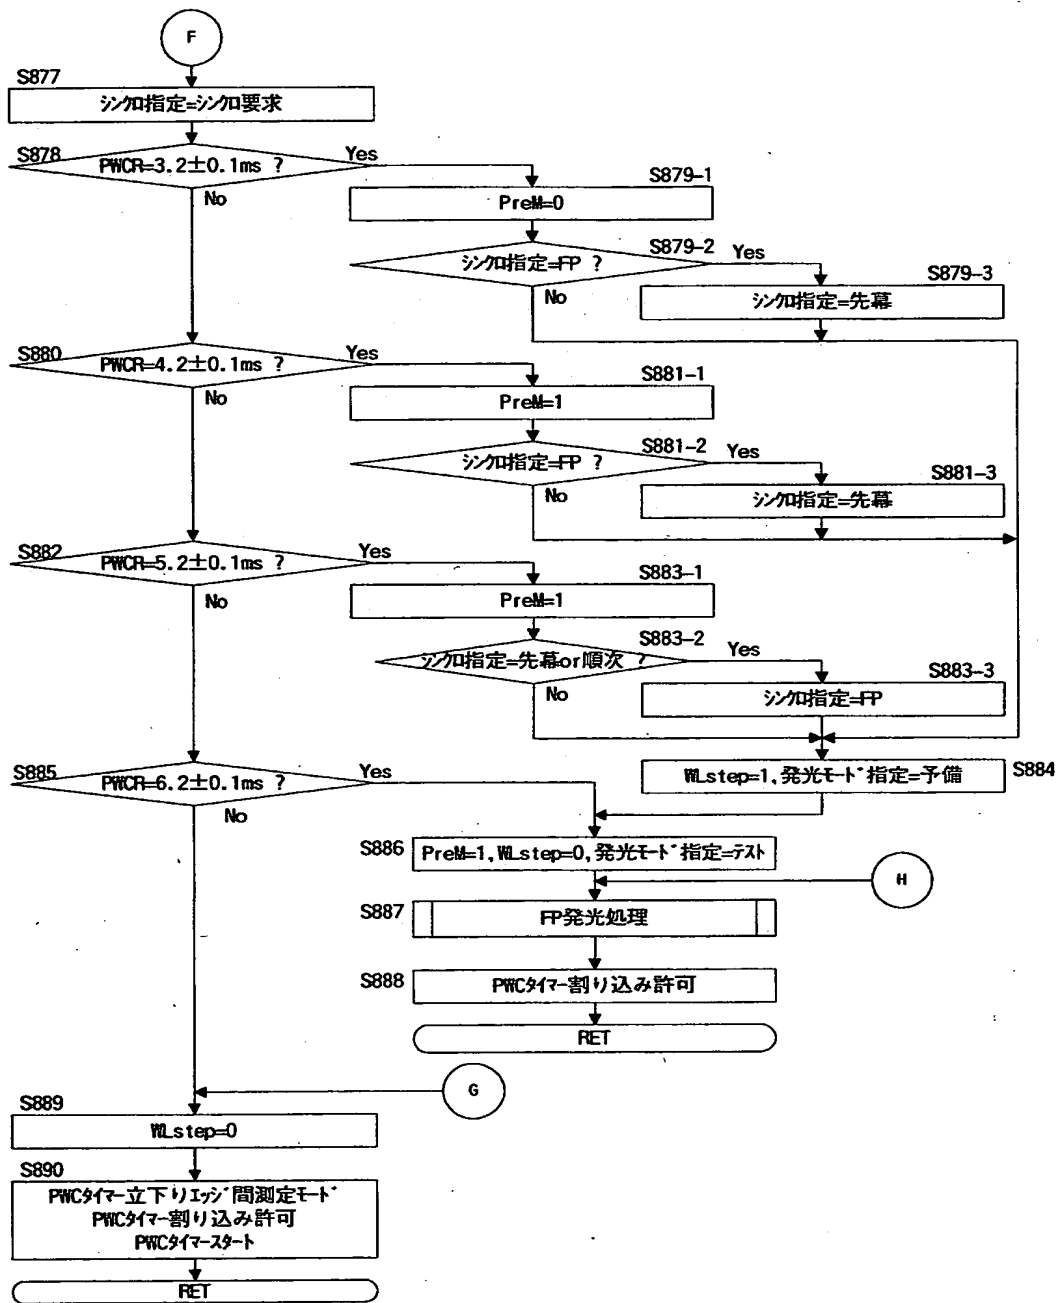 F
S877
シンクロ指定=シンクロ要求
S878
PWCR=3.2±0.1ms ?
Yes
No
S879-1
PreM=0
S879-2
シンクロ指定=FP ?
Yes
No
S879-3
シンクロ指定=先幕
S880
PWCR=4.2±0.1ms ?
Yes
No
S881-1
PreM=1
S881-2
シンクロ指定=FP ?
Yes
No
S881-3
シンクロ指定=先幕
S882
PWCR=5.2±0.1ms ?
Yes
No
S883-1
PreM=1
S883-2
シンクロ指定=先幕or順次 ?
Yes
No
S883-3
シンクロ指定=FP
S884
WLstep=1,発光モード指定=予備
S885
PWCR=6.2±0.1ms ?
Yes
No
S886
PreM=1,WLstep=0,発光モード指定=テスト
H
S887
FP発光処理
S888
PWCタイマー割り込み許可
RET
G
S889
WLstep=0
S890
PWCタイマー立下りエッジ間測定モード
PWCタイマー割り込み許可
PWCタイマースタート
RET